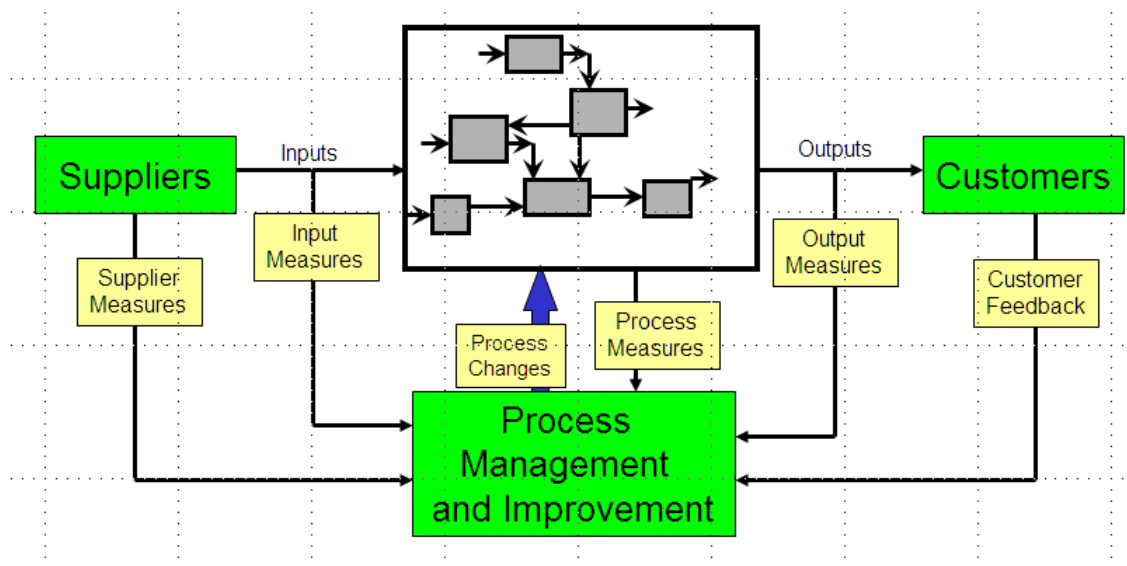 Suppliers
Inputs
Outputs
Customers
Input
Measures
Output
Measures
Supplier
Measures
Customer
Feedback
Process
Changes
Process
Measures
Process
Management
and Improvement